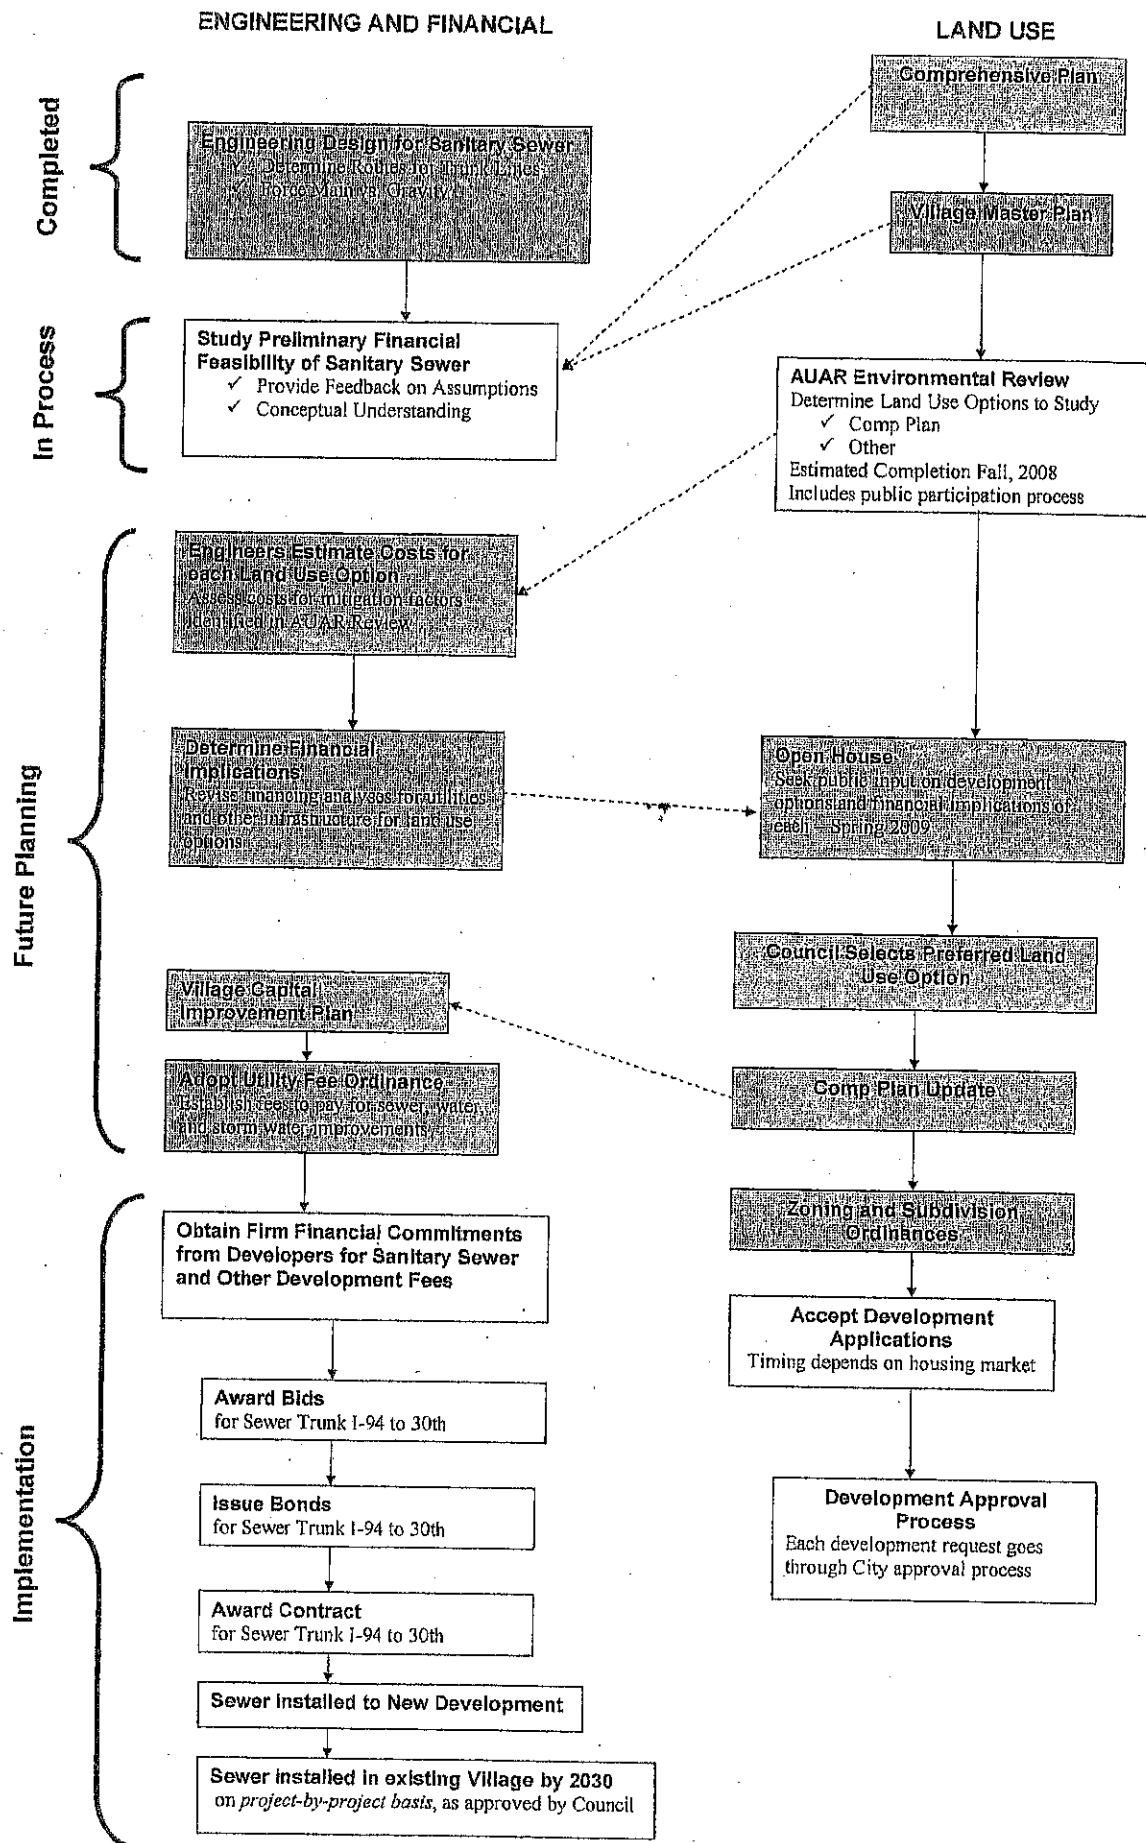 ENGINEERING AND FINANCIAL
LAND USE
Completed
Comprehensive Plan
Engineering Design for Sanitary Sewer
✓ Determine Routes for Trunk Lines
✓ Force Main vs. Gravity
Village Master Plan
In Process
Study Preliminary Financial
Feasibility of Sanitary Sewer
✓ Provide Feedback on Assumptions
✓ Conceptual Understanding
AUAR Environmental Review
Determine Land Use Options to Study
✓ Comp Plan
✓ Other
Estimated Completion Fall, 2008
Includes public participation process
Future Planning
Engineers Estimate Costs for
each Land Use Option
Assess costs for mitigation factors
identified in AUAR Review
Determine Financial
Implications
Revise financing analyses for utilities
and other infrastructure for land use
options
Open House
Seek public input on development
options and financial implications of
each – Spring 2009
Council Selects Preferred Land
Use Option
Village Capital
Improvement Plan
Adopt Utility Fee Ordinance
Establish fees to pay for sewer, water
and storm water improvements
Comp Plan Update
Zoning and Subdivision
Ordinances
Implementation
Obtain Firm Financial Commitments
from Developers for Sanitary Sewer
and Other Development Fees
Accept Development
Applications
Timing depends on housing market
Award Bids
for Sewer Trunk I-94 to 30th
Issue Bonds
for Sewer Trunk I-94 to 30th
Development Approval
Process
Each development request goes
through City approval process
Award Contract
for Sewer Trunk I-94 to 30th
Sewer installed to New Development
Sewer installed in existing Village by 2030
on project-by-project basis, as approved by Council